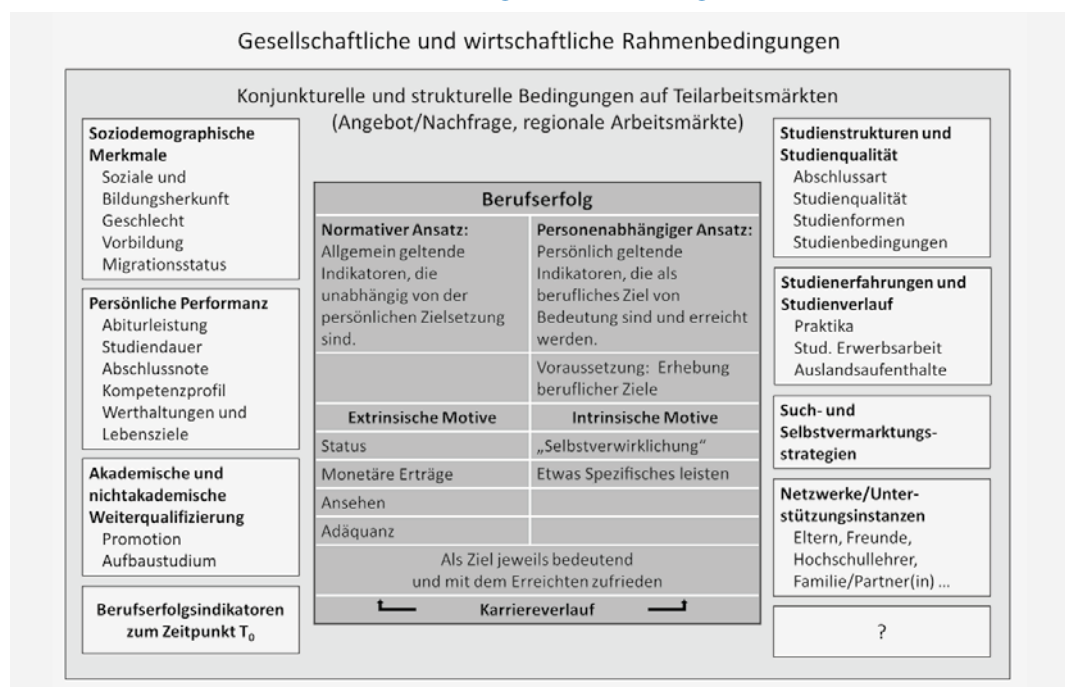 Gesellschaftliche und wirtschaftliche Rahmenbedingungen
Konjunkturelle und strukturelle Bedingungen auf Teilarbeitsmärkten
(Angebot/Nachfrage, regionale Arbeitsmärkte)
Soziodemographische
Merkmale
Soziale und
Bildungsherkunft
Geschlecht
Vorbildung
Migrationsstatus
Persönliche Performanz
Abiturleistung
Studiendauer
Abschlussnote
Kompetenzprofil
Werthaltungen und
Lebensziele
Akademische und
nichtakademische
Weiterqualifizierung
Promotion
Aufbaustudium
Berufserfolgsindikatoren
zum Zeitpunkt T₀
Berufserfolg
Normativer Ansatz:
Allgemein geltende
Indikatoren, die
unabhängig von der
persönlichen Zielsetzung
sind.
Personenabhängiger Ansatz:
Persönlich geltende
Indikatoren, die als
berufliches Ziel von
Bedeutung sind und erreicht
werden.
Voraussetzung: Erhebung
beruflicher Ziele
Extrinsische Motive
Intrinsische Motive
Status
„Selbstverwirklichung“
Monetäre Erträge
Etwas Spezifisches leisten
Ansehen
Adäquanz
Als Ziel jeweils bedeutend
und mit dem Erreichten zufrieden
Karriereverlauf
Studienstrukturen und
Studienqualität
Abschlussart
Studienqualität
Studienformen
Studienbedingungen
Studienerfahrungen und
Studienverlauf
Praktika
Stud. Erwerbsarbeit
Auslandsaufenthalte
Such- und
Selbstvermarktungs-
strategien
Netzwerke/Unter-
stützungsinstanzen
Eltern, Freunde,
Hochschullehrer,
Familie/Partner(in) ...
?